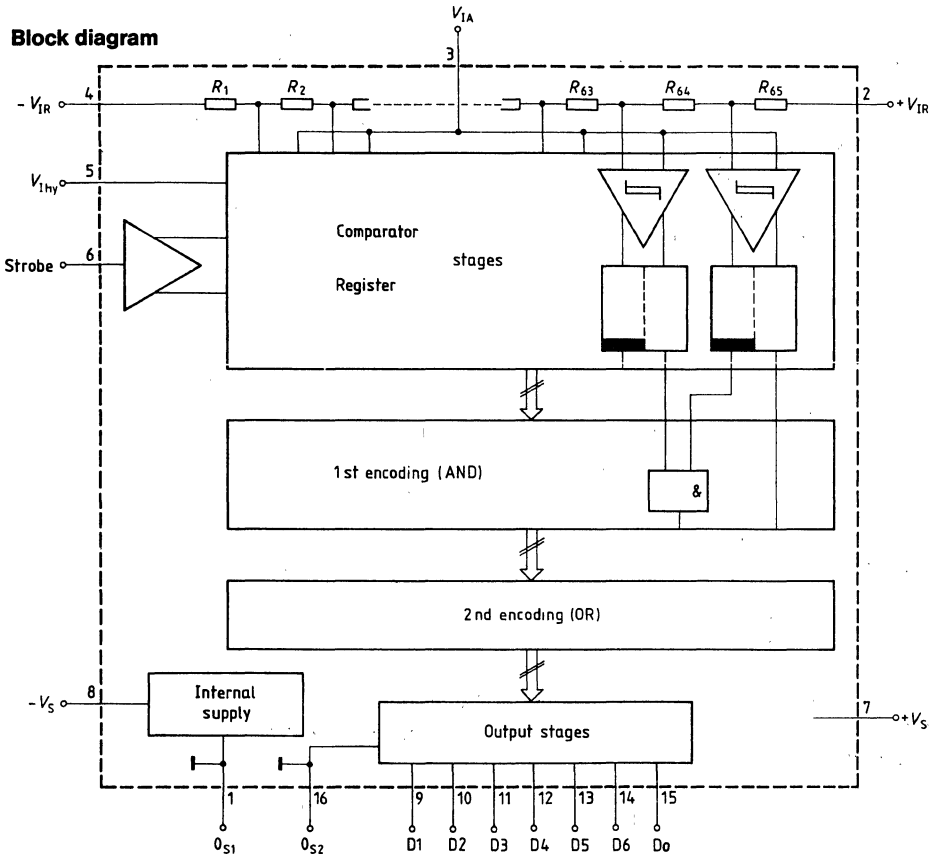 Block diagram
V_IA
3
4
R1
R2
R63
R64
R65
2
-V_IR
+V_IR
5
V_Ihy
Comparator
stages
6
Strobe
Register
1st encoding (AND)
&
2nd encoding (OR)
8
-V_S
Internal
supply
7
+V_S
Output stages
1
16
9
10
11
12
13
14
15
0_S1
0_S2
D1
D2
D3
D4
D5
D6
Do